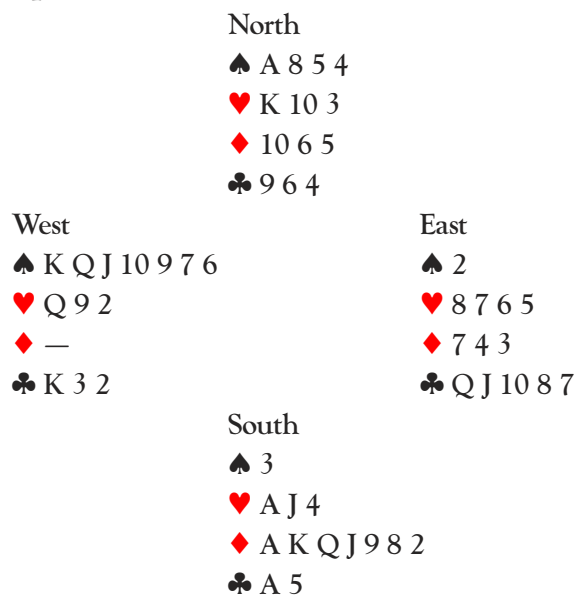 North
♠ A 8 5 4
♥ K 10 3
♦ 10 6 5
♣ 9 6 4
West
♠ K Q J 10 9 7 6
♥ Q 9 2
♦ —
♣ K 3 2
East
♠ 2
♥ 8 7 6 5
♦ 7 4 3
♣ Q J 10 8 7
South
♠ 3
♥ A J 4
♦ A K Q J 9 8 2
♣ A 5